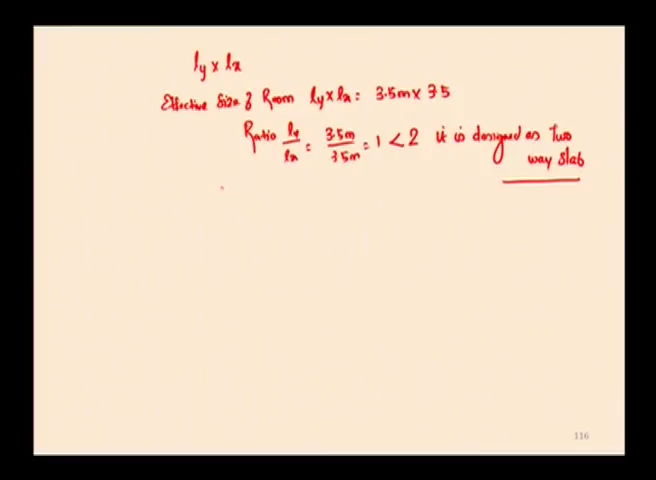 ly × lx
Effective Size of Room ly × lx = 3.5m × 3.5
Ratio ly/lx = 3.5m/3.5m = 1 < 2 it is designed as Two
way Slab
116